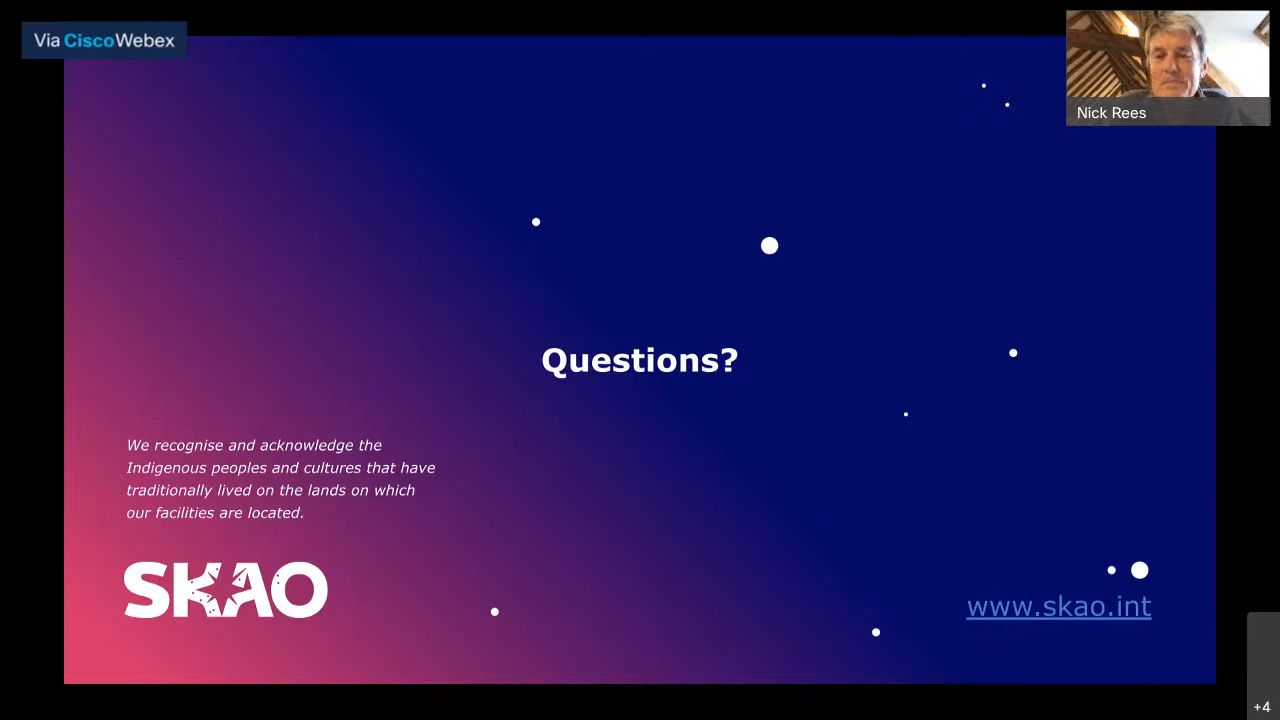 Via CiscoWebex
Nick Rees
Questions?
We recognise and acknowledge the
Indigenous peoples and cultures that have
traditionally lived on the lands on which
our facilities are located.
SKAO
www.skao.int
+4